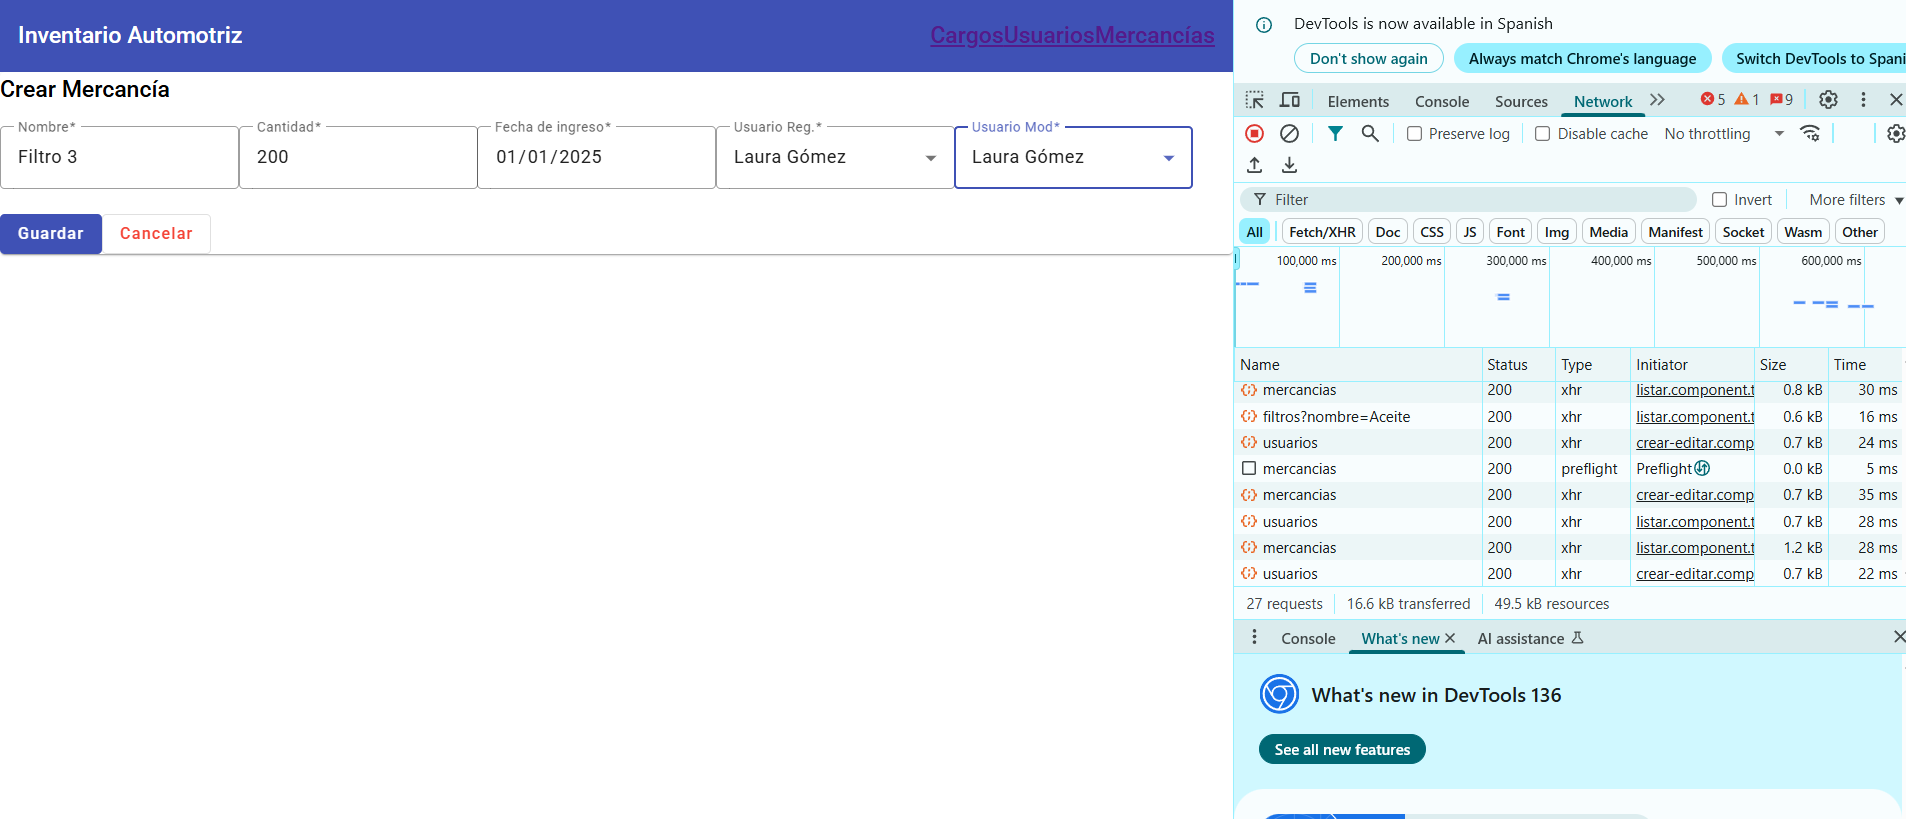 Inventario Automotriz
CargosUsuariosMercancías
Crear Mercancía
Nombre*
Cantidad*
Fecha de ingreso*
Usuario Reg.*
Usuario Mod*
Filtro 3
200
01/01/2025
Laura Gómez
Laura Gómez
Guardar
Cancelar
DevTools is now available in Spanish
Don't show again
Always match Chrome's language
Switch DevTools to Spani
Elements Console Sources Network 5 1 9
Preserve log Disable cache No throttling
Filter Invert More filters
All Fetch/XHR Doc CSS JS Font Img Media Manifest Socket Wasm Other
100,000 ms 200,000 ms 300,000 ms 400,000 ms 500,000 ms 600,000 ms
Name Status Type Initiator Size Time
mercancias 200 xhr listar.component.t 0.8 kB 30 ms
filtros?nombre=Aceite 200 xhr listar.component.t 0.6 kB 16 ms
usuarios 200 xhr crear-editar.comp 0.7 kB 24 ms
mercancias 200 preflight Preflight 0.0 kB 5 ms
mercancias 200 xhr crear-editar.comp 0.7 kB 35 ms
usuarios 200 xhr listar.component.t 0.7 kB 28 ms
mercancias 200 xhr listar.component.t 1.2 kB 28 ms
usuarios 200 xhr crear-editar.comp 0.7 kB 22 ms
27 requests 16.6 kB transferred 49.5 kB resources
Console What's new AI assistance
What's new in DevTools 136
See all new features